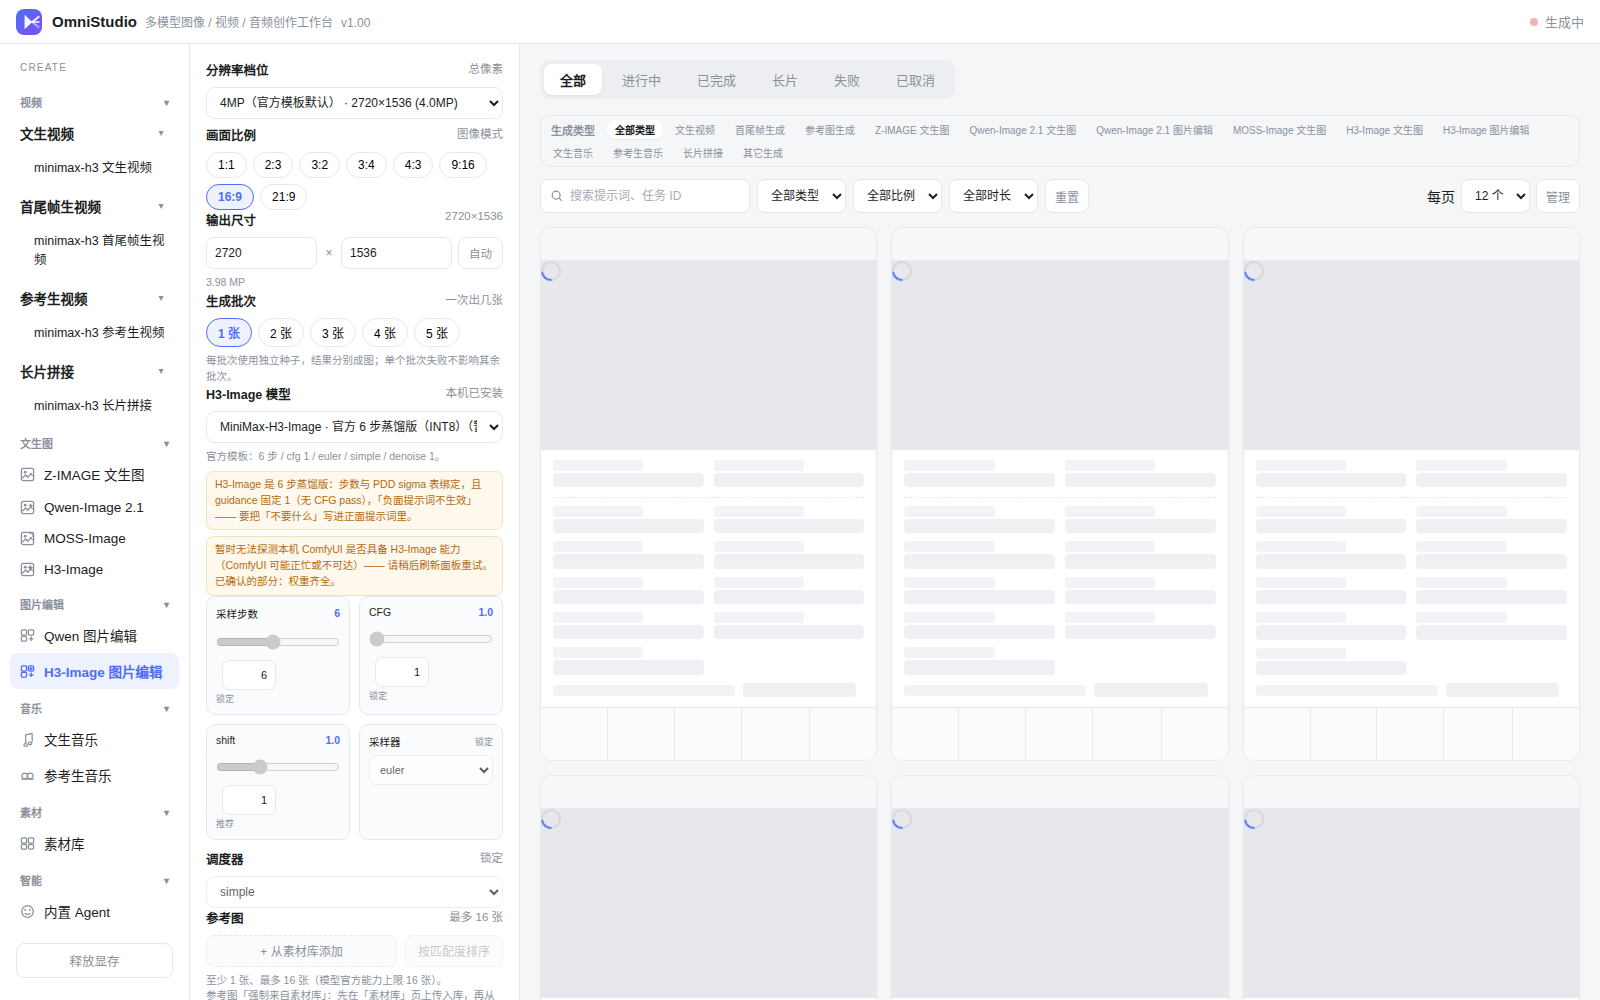 OmniStudio 多模型图像 / 视频 / 音频创作工作台 v1.00
生成中
CREATE
视频
文生视频
minimax-h3 文生视频
首尾帧生视频
minimax-h3 首尾帧生视
频
参考生视频
minimax-h3 参考生视频
长片拼接
minimax-h3 长片拼接
文生图
Z-IMAGE 文生图
Qwen-Image 2.1
MOSS-Image
H3-Image
图片编辑
Qwen 图片编辑
H3-Image 图片编辑
音乐
文生音乐
参考生音乐
素材
素材库
智能
内置 Agent
释放显存
分辨率档位 总像素
4MP（官方模板默认） · 2720×1536 (4.0MP)
画面比例 图像模式
1:1 2:3 3:2 3:4 4:3 9:16
16:9 21:9
输出尺寸 2720×1536
2720 × 1536 自动
3.98 MP
生成批次 一次出几张
1 张 2 张 3 张 4 张 5 张
每批次使用独立种子，结果分别成图；单个批次失败不影响其余
批次。
H3-Image 模型 本机已安装
MiniMax-H3-Image · 官方 6 步蒸馏版（INT8）（
官方模板：6 步 / cfg 1 / euler / simple / denoise 1。
H3-Image 是 6 步蒸馏版：步数与 PDD sigma 表绑定，且
guidance 固定 1（无 CFG pass），「负面提示词不生效」
—— 要把「不要什么」写进正面提示词里。
暂时无法探测本机 ComfyUI 是否具备 H3-Image 能力
（ComfyUI 可能正忙或不可达）—— 请稍后刷新面板重试。
已确认的部分：权重齐全。
采样步数 6
6
锁定
CFG 1.0
1
锁定
shift 1.0
1
推荐
采样器 锁定
euler
调度器 锁定
simple
参考图 最多 16 张
+ 从素材库添加 按匹配度排序
至少 1 张、最多 16 张（模型官方能力上限 16 张）。
参考图「强制来自素材库」：先在「素材库」页上传入库，再从
全部 进行中 已完成 长片 失败 已取消
生成类型 全部类型 文生视频 首尾帧生成 参考图生成 Z-IMAGE 文生图 Qwen-Image 2.1 文生图 Qwen-Image 2.1 图片编辑 MOSS-Image 文生图 H3-Image 文生图 H3-Image 图片编辑
文生音乐 参考生音乐 长片拼接 其它生成
搜索提示词、任务 ID 全部类型 全部比例 全部时长 重置 每页 12 个 管理